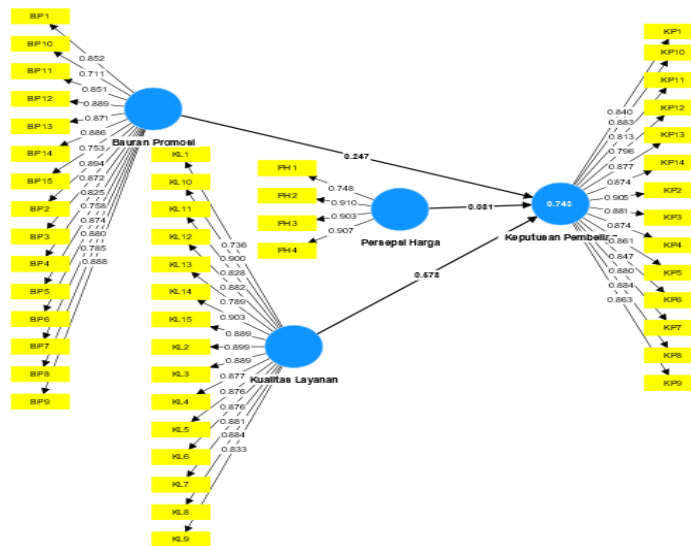 BP1
BP10
BP11
BP12
BP13
BP14
BP15
BP2
BP3
BP4
BP5
BP6
BP7
BP8
BP9
0.852
0.711
0.851
0.889
0.871
0.886
0.753
0.894
0.872
0.825
0.758
0.874
0.880
0.785
0.888
Bauran Promosi
KL1
KL10
KL11
KL12
KL13
KL14
KL15
KL2
KL3
KL4
KL5
KL6
KL7
KL8
KL9
0.736
0.900
0.828
0.882
0.789
0.903
0.889
0.899
0.889
0.877
0.876
0.876
0.881
0.884
0.833
Kualitas Layanan
PH1
PH2
PH3
PH4
0.748
0.910
0.903
0.907
Persepsi Harga
0.247
0.081
0.578
0.743
Keputusan Pembelian
0.840
0.883
0.813
0.796
0.877
0.874
0.905
0.881
0.874
0.861
0.847
0.880
0.884
0.863
KP1
KP10
KP11
KP12
KP13
KP14
KP2
KP3
KP4
KP5
KP6
KP7
KP8
KP9